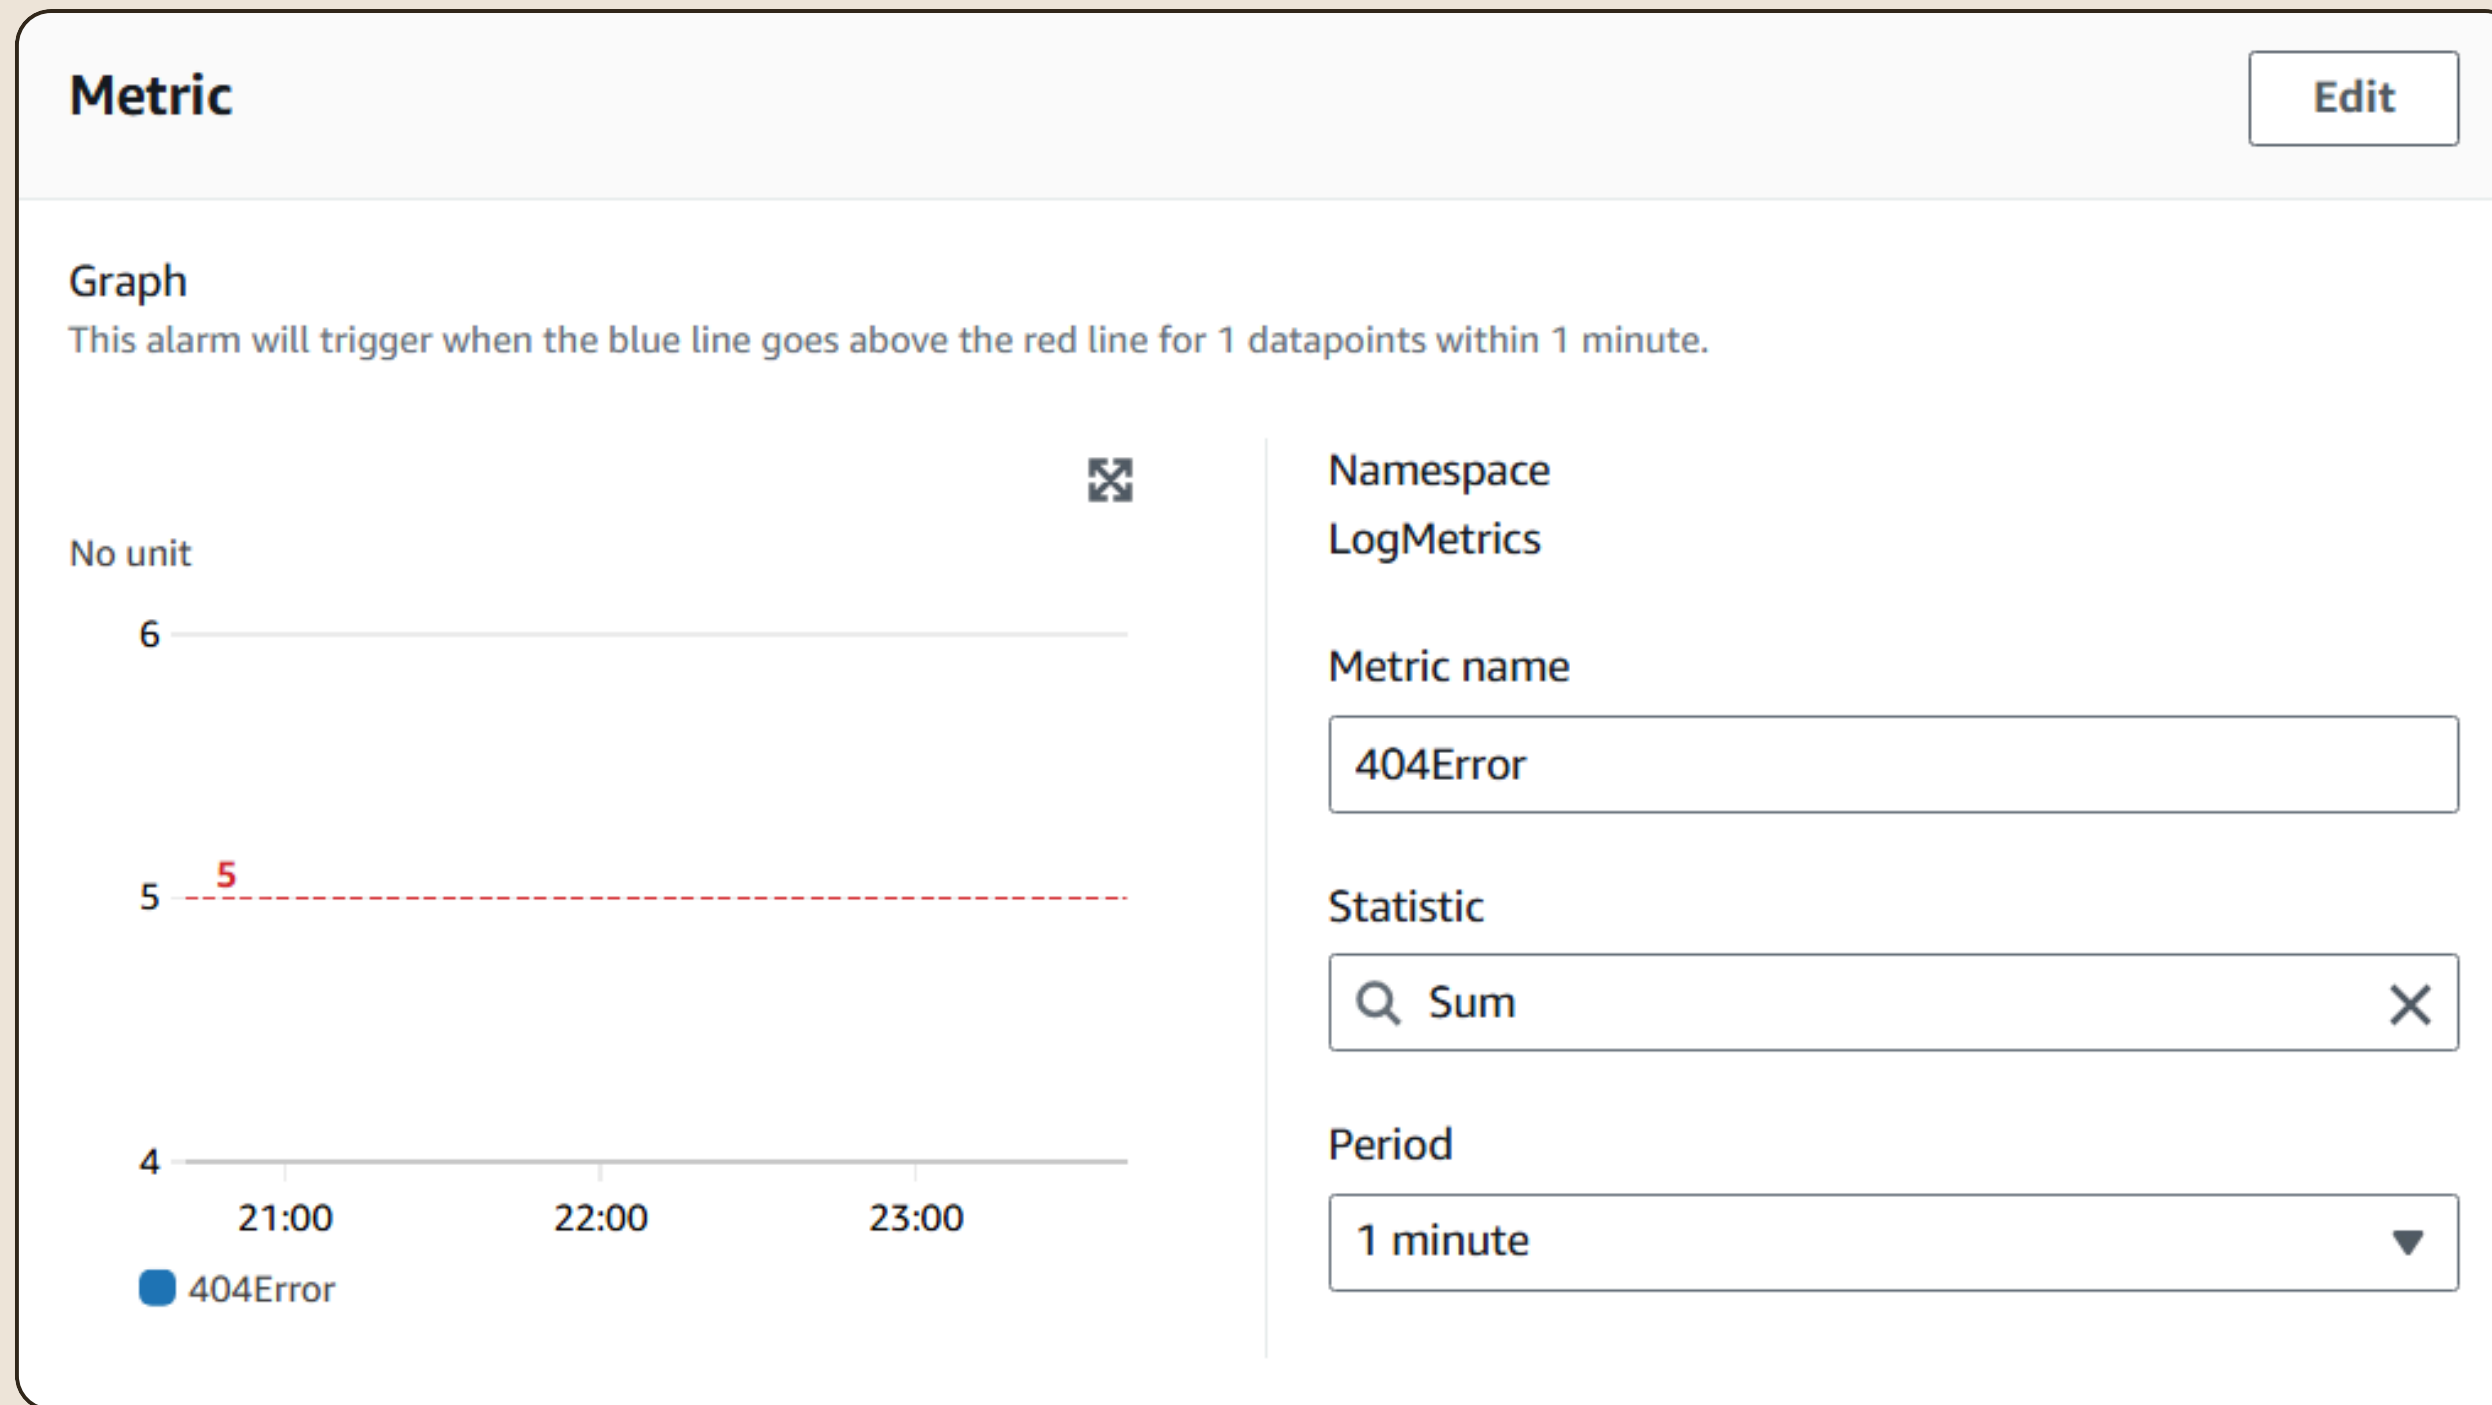 Metric
Edit
Graph
This alarm will trigger when the blue line goes above the red line for 1 datapoints within 1 minute.
No unit
6
5
5
4
21:00 22:00 23:00
404Error
Namespace
LogMetrics
Metric name
404Error
Statistic
Sum
Period
1 minute